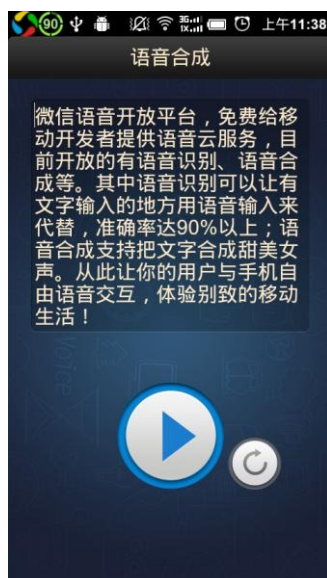 90 3G 1X 上午11:38
语音合成
微信语音开放平台，免费给移
动开发者提供语音云服务，目
前开放的有语音识别、语音合
成等。其中语音识别可以让有
文字输入的地方用语音输入来
代替，准确率达90%以上；语
音合成支持把文字合成甜美女
声。从此让你的用户与手机自
由语音交互，体验别致的移动
生活！
Voice